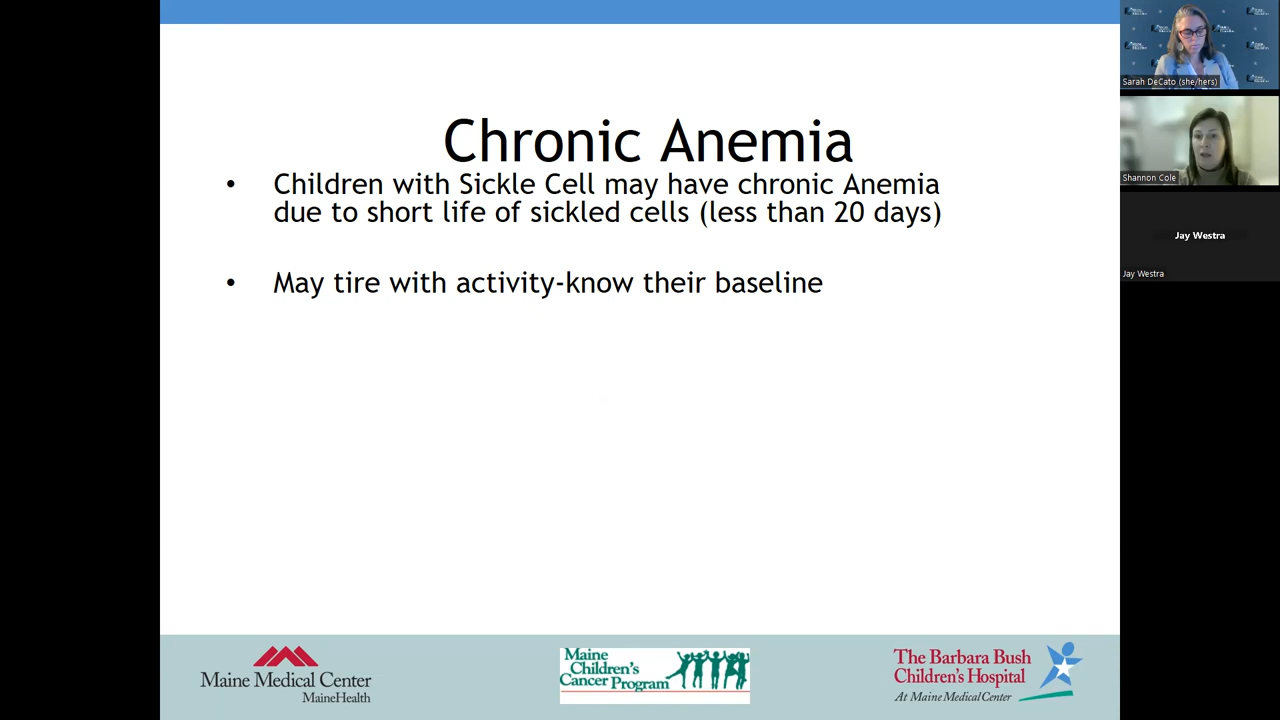 Chronic Anemia
• Children with Sickle Cell may have chronic Anemia
due to short life of sickled cells (less than 20 days)
• May tire with activity-know their baseline
Maine Medical Center
MaineHealth
Maine
Children's
Cancer Program
The Barbara Bush
Children's Hospital
At Maine Medical Center
Sarah DeCato (she/hers)
Shannon Cole
Jay Westra
Jay Westra